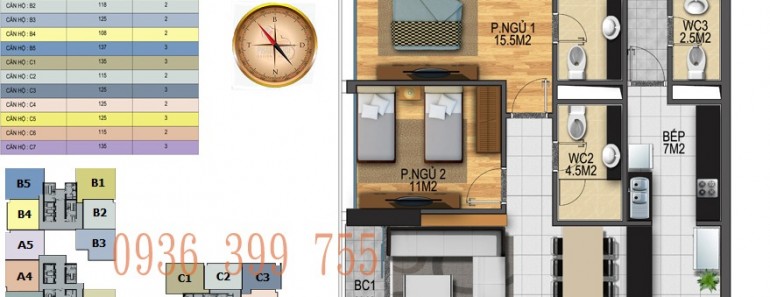 CĂN HỘ : B2 118 2
CĂN HỘ : B3 125 2
CĂN HỘ : B4 108 2
CĂN HỘ : B5 137 3
CĂN HỘ : C1 135 3
CĂN HỘ : C2 115 2
CĂN HỘ : C3 125 3
CĂN HỘ : C4 125 2
CĂN HỘ : C5 125 3
CĂN HỘ : C6 115 2
CĂN HỘ : C7 135 3
P.NGỦ 1
15.5M2
WC3
2.5M2
BẾP
7M2
WC2
4.5M2
P.NGỦ 2
11M2
B5
B1
B4
B2
A5
B3
A4
0936 399 755
BC1
C1
C2
C3